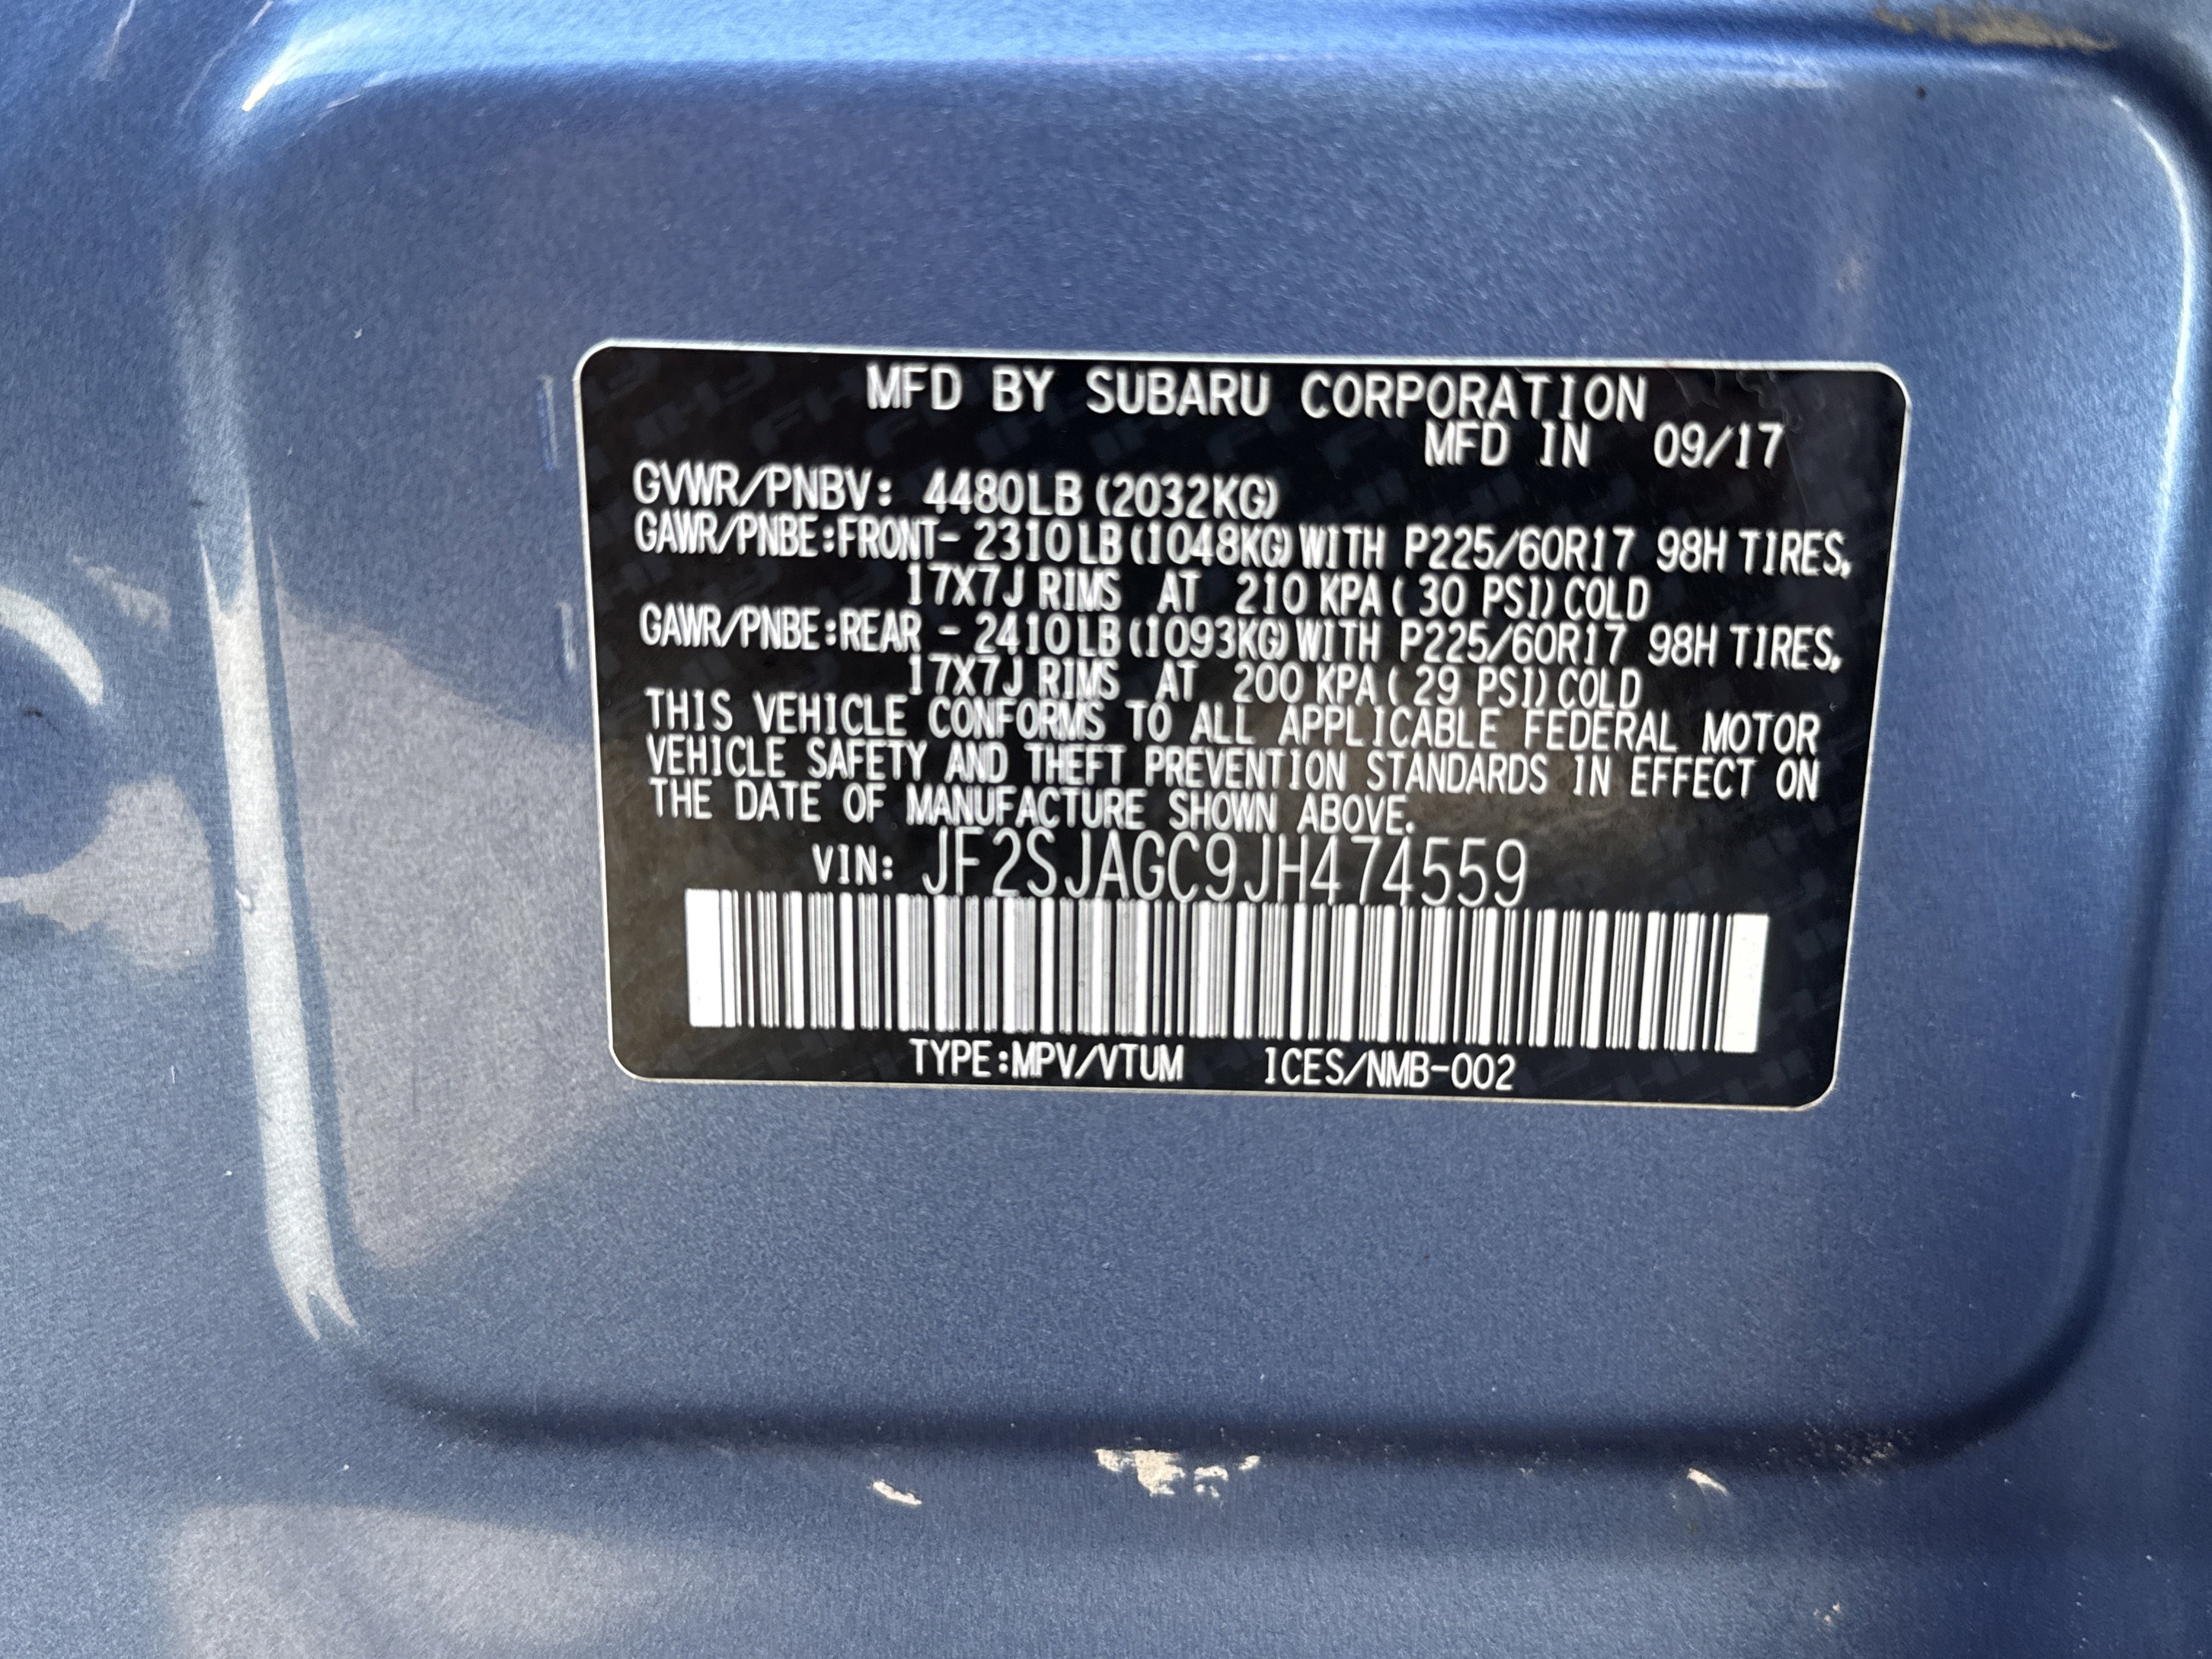 MFD BY SUBARU CORPORATION
MFD IN 09/17
GVWR/PNBV: 4480LB (2032KG)
GAWR/PNBE:FRONT- 2310LB(1048KG)WITH P225/60R17 98H TIRES,
17X7J RIMS AT 210 KPA( 30 PSI)COLD
GAWR/PNBE:REAR - 2410LB(1093KG)WITH P225/60R17 98H TIRES,
17X7J RIMS AT 200 KPA( 29 PSI)COLD
THIS VEHICLE CONFORMS TO ALL APPLICABLE FEDERAL MOTOR
VEHICLE SAFETY AND THEFT PREVENTION STANDARDS IN EFFECT ON
THE DATE OF MANUFACTURE SHOWN ABOVE.
VIN: JF2SJAGC9JH474559
TYPE:MPV/VTUM ICES/NMB-002